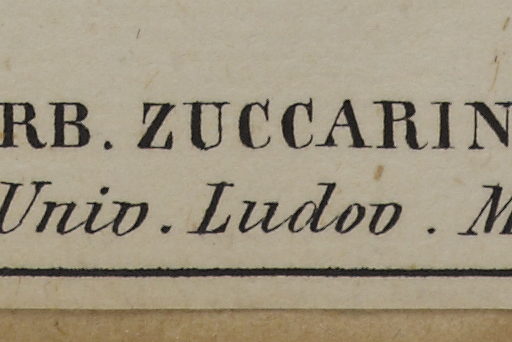 RB. ZUCCARIN
Univ. Ludov. M